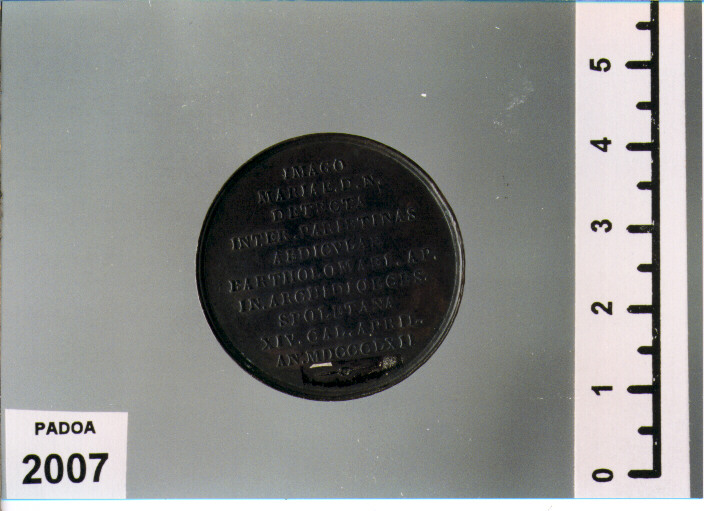 IMAGO
MARIAE.D.N.
DETECTA
INTER.PARIETINAS
AEDICVLAE
BARTHOLOMAEI.AP.
IN.ARCHIDIOECES.
SPOLETANA
XIV.CAL.APRIL.
AN.MDCCCLXII
PADOA
2007
5
4
3
2
1
0